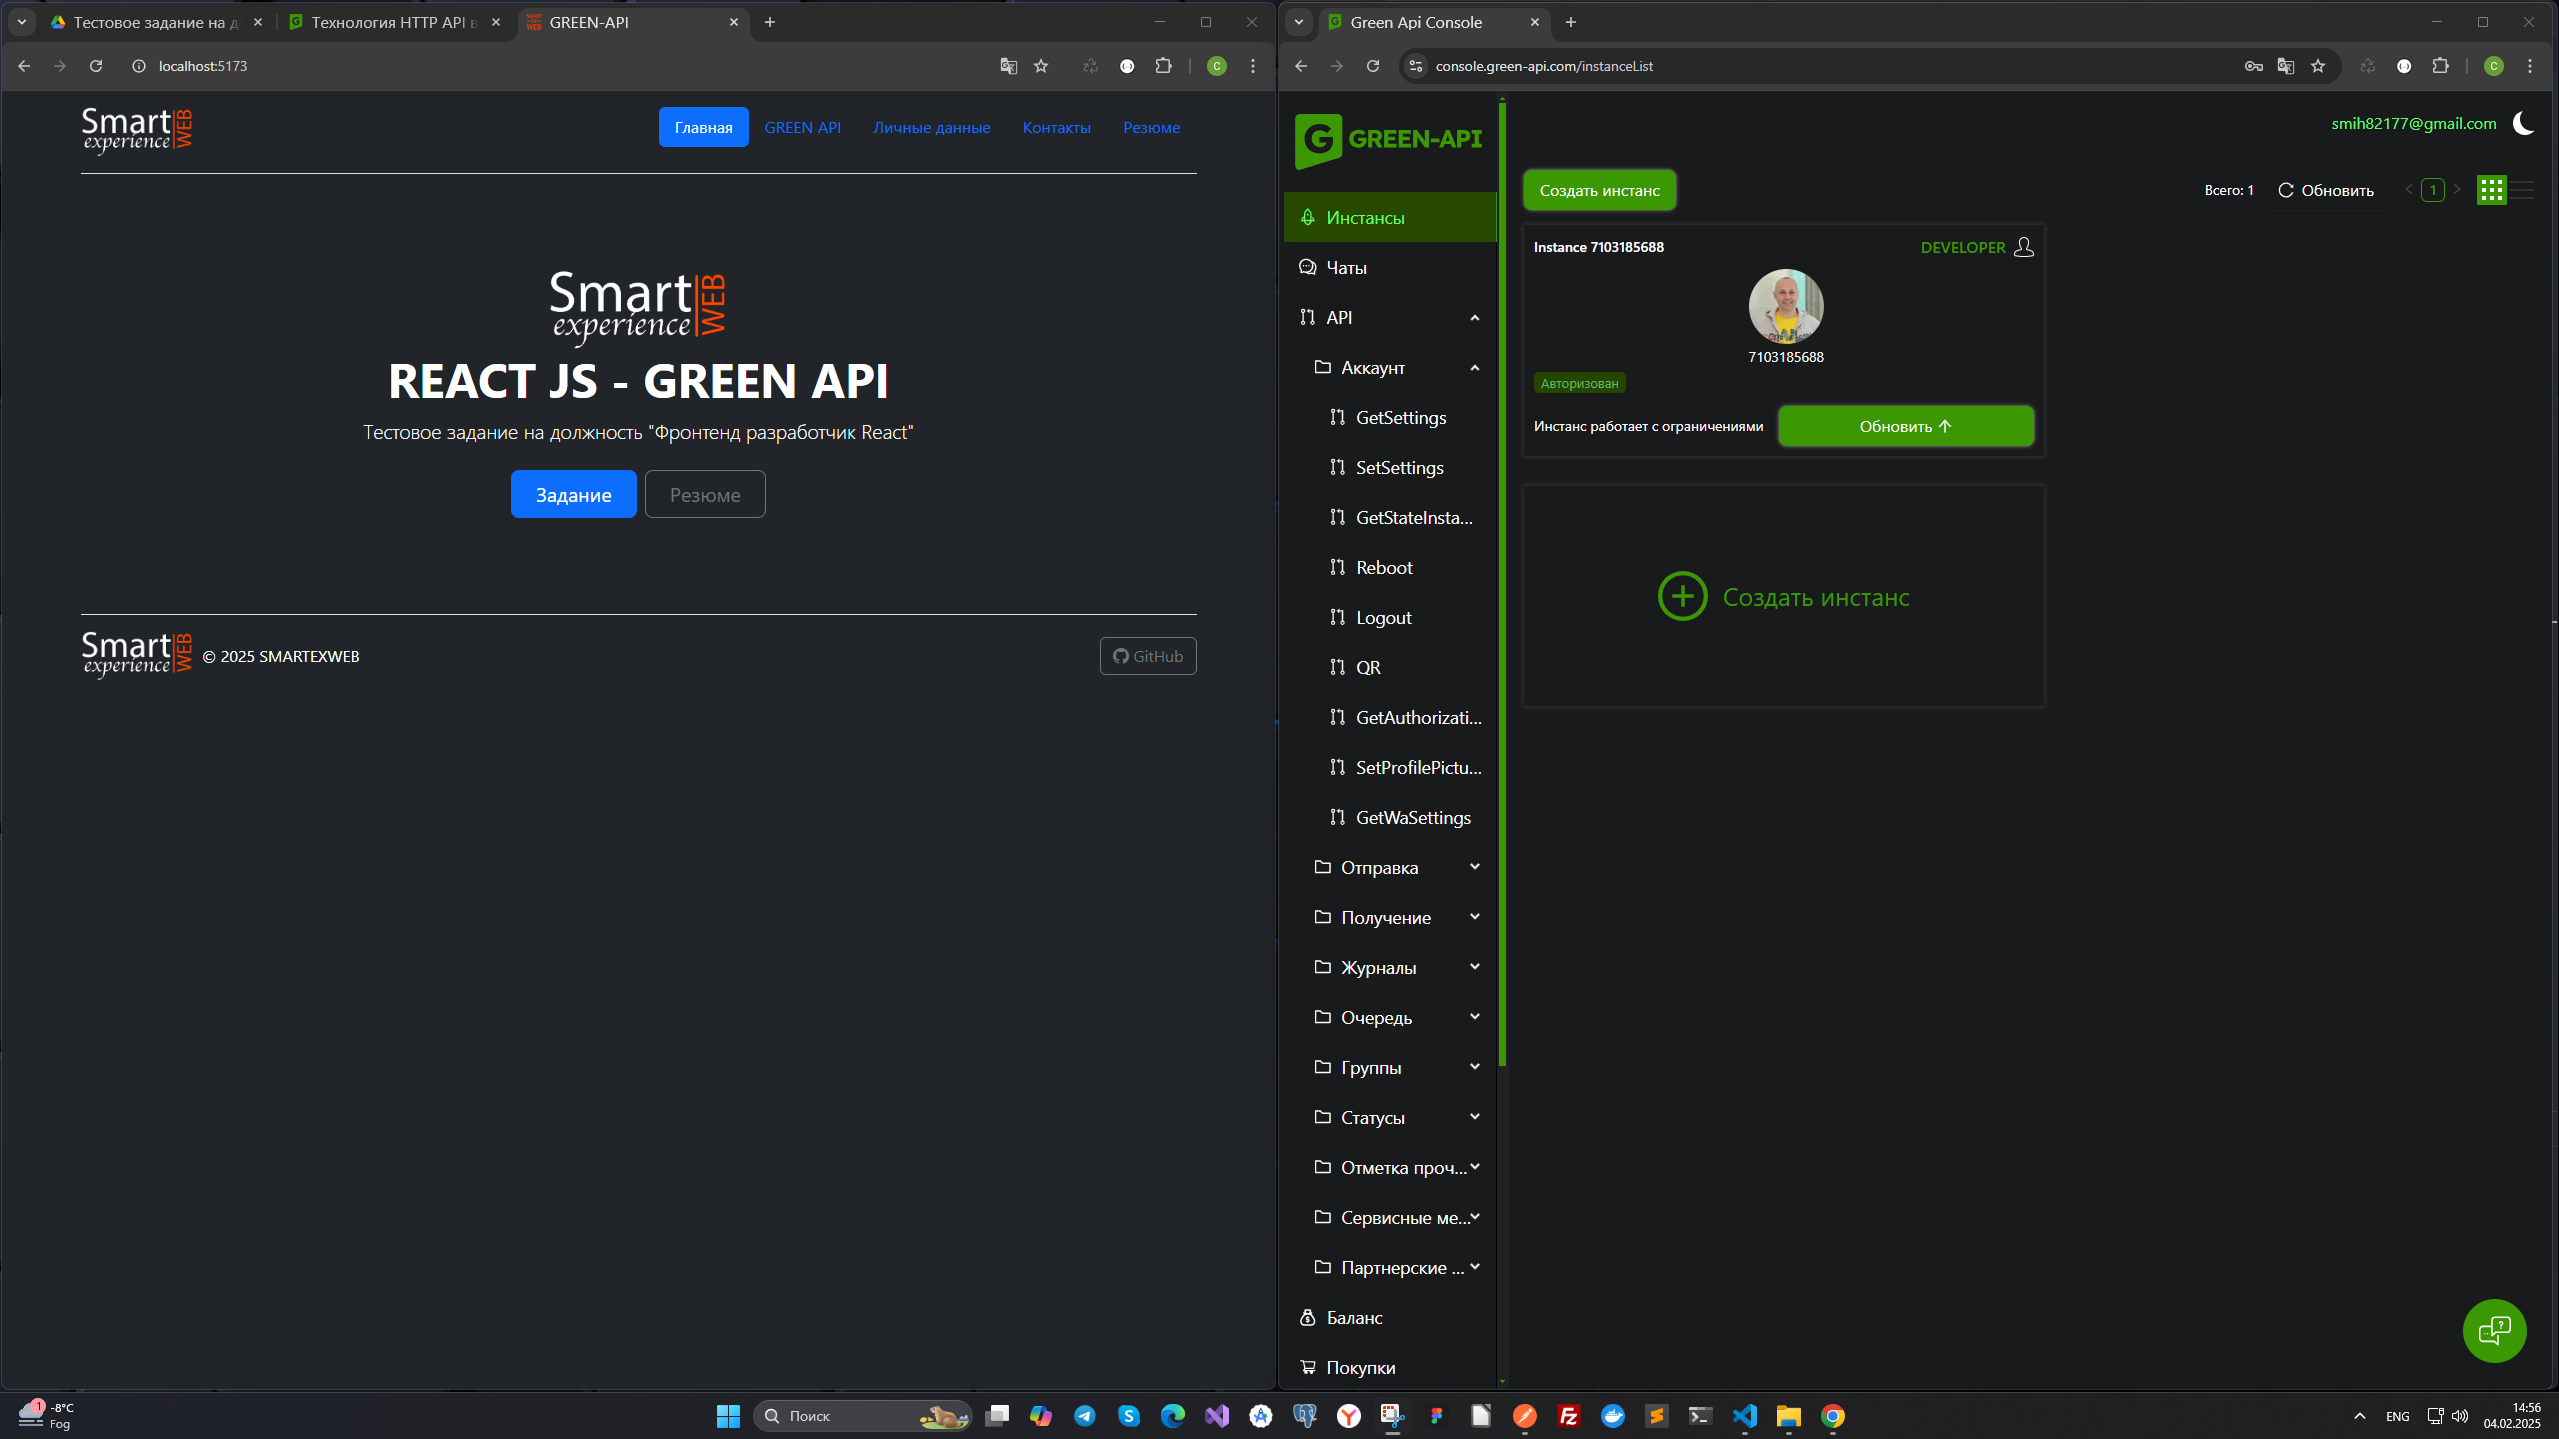 Тестовое задание на д
Технология HTTP API в
GREEN-API
localhost:5173
C
Smart
experience
WEB
Главная
GREEN API
Личные данные
Контакты
Резюме
Smart
experience
WEB
REACT JS - GREEN API
Тестовое задание на должность "Фронтенд разработчик React"
Задание
Резюме
Smart
experience
WEB
© 2025 SMARTEXWEB
GitHub
Green Api Console
console.green-api.com/instanceList
C
GREEN-API
smih82177@gmail.com
Инстансы
Чаты
API
Аккаунт
GetSettings
SetSettings
GetStateInsta...
Reboot
Logout
QR
GetAuthorizati...
SetProfilePictu...
GetWaSettings
Отправка
Получение
Журналы
Очередь
Группы
Статусы
Отметка проч...
Сервисные ме...
Партнерские ...
Баланс
Покупки
Создать инстанс
Всего: 1
Обновить
1
Instance 7103185688
DEVELOPER
7103185688
Авторизован
Инстанс работает с ограничениями
Обновить
Создать инстанс
1
-8°C
Fog
Поиск
ENG
14:56
04.02.2025